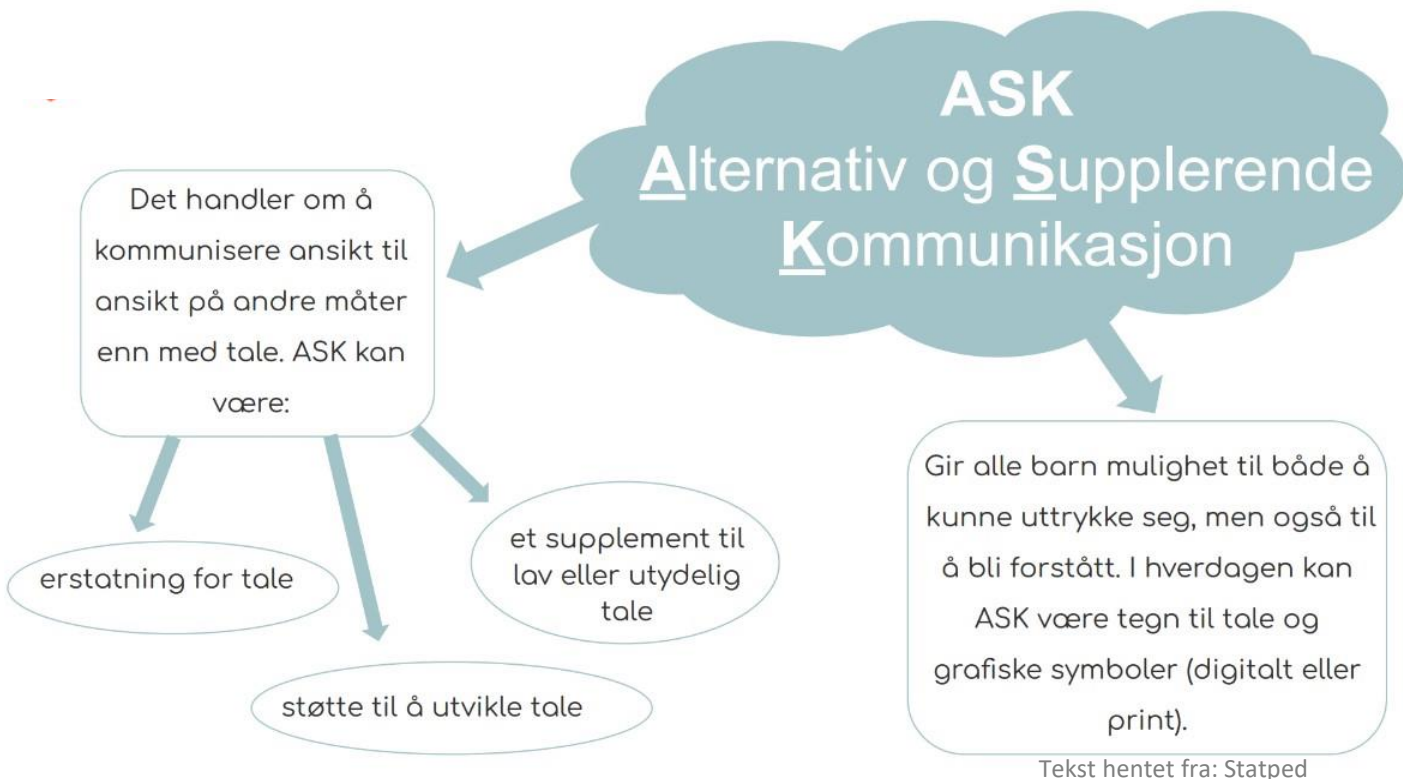 ASK
Alternativ og Supplerende
Kommunikasjon
Det handler om å
kommunisere ansikt til
ansikt på andre måter
enn med tale. ASK kan
være:
erstatning for tale
støtte til å utvikle tale
et supplement til
lav eller utydelig
tale
Gir alle barn mulighet til både å
kunne uttrykke seg, men også til
å bli forstått. I hverdagen kan
ASK være tegn til tale og
grafiske symboler (digitalt eller
print).
Tekst hentet fra: Statped